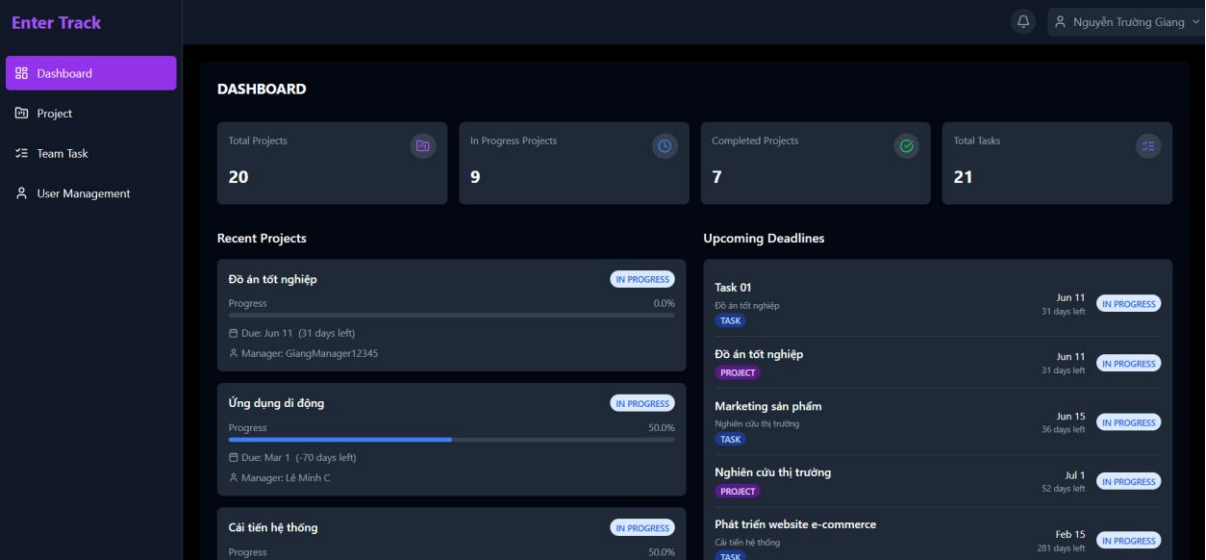 Enter Track
Nguyễn Trường Giang
Dashboard
Project
Team Task
User Management
DASHBOARD
Total Projects
20
In Progress Projects
9
Completed Projects
7
Total Tasks
21
Recent Projects
Đồ án tốt nghiệp
IN PROGRESS
Progress
0.0%
Due: Jun 11 (31 days left)
Manager: GiangManager12345
Ứng dụng di động
IN PROGRESS
Progress
50.0%
Due: Mar 1 (-70 days left)
Manager: Lê Minh C
Cải tiến hệ thống
IN PROGRESS
Progress
50.0%
Upcoming Deadlines
Task 01
Đồ án tốt nghiệp
TASK
Jun 11
31 days left
IN PROGRESS
Đồ án tốt nghiệp
PROJECT
Jun 11
31 days left
IN PROGRESS
Marketing sản phẩm
Nghiên cứu thị trường
TASK
Jun 15
36 days left
IN PROGRESS
Nghiên cứu thị trường
PROJECT
Jul 1
52 days left
IN PROGRESS
Phát triển website e-commerce
Cải tiến hệ thống
TASK
Feb 15
281 days left
IN PROGRESS